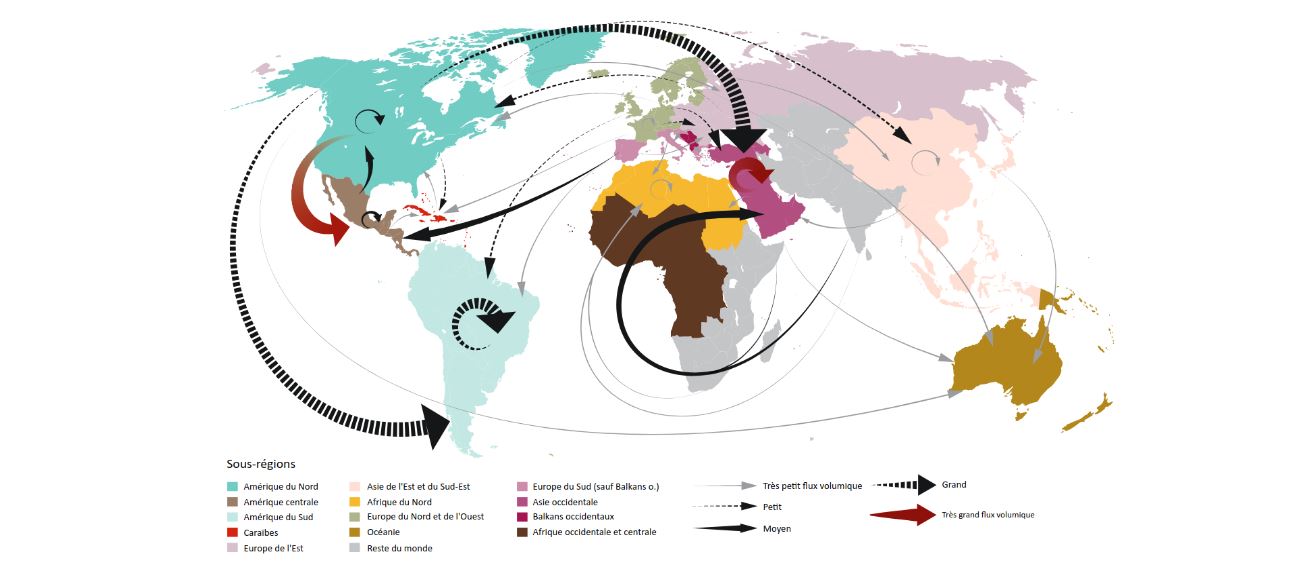 Sous-régions
Amérique du Nord
Amérique centrale
Amérique du Sud
Caraïbes
Europe de l'Est
Asie de l'Est et du Sud-Est
Afrique du Nord
Europe du Nord et de l'Ouest
Océanie
Reste du monde
Europe du Sud (sauf Balkans o.)
Asie occidentale
Balkans occidentaux
Afrique occidentale et centrale
Très petit flux volumique
Petit
Moyen
Grand
Très grand flux volumique